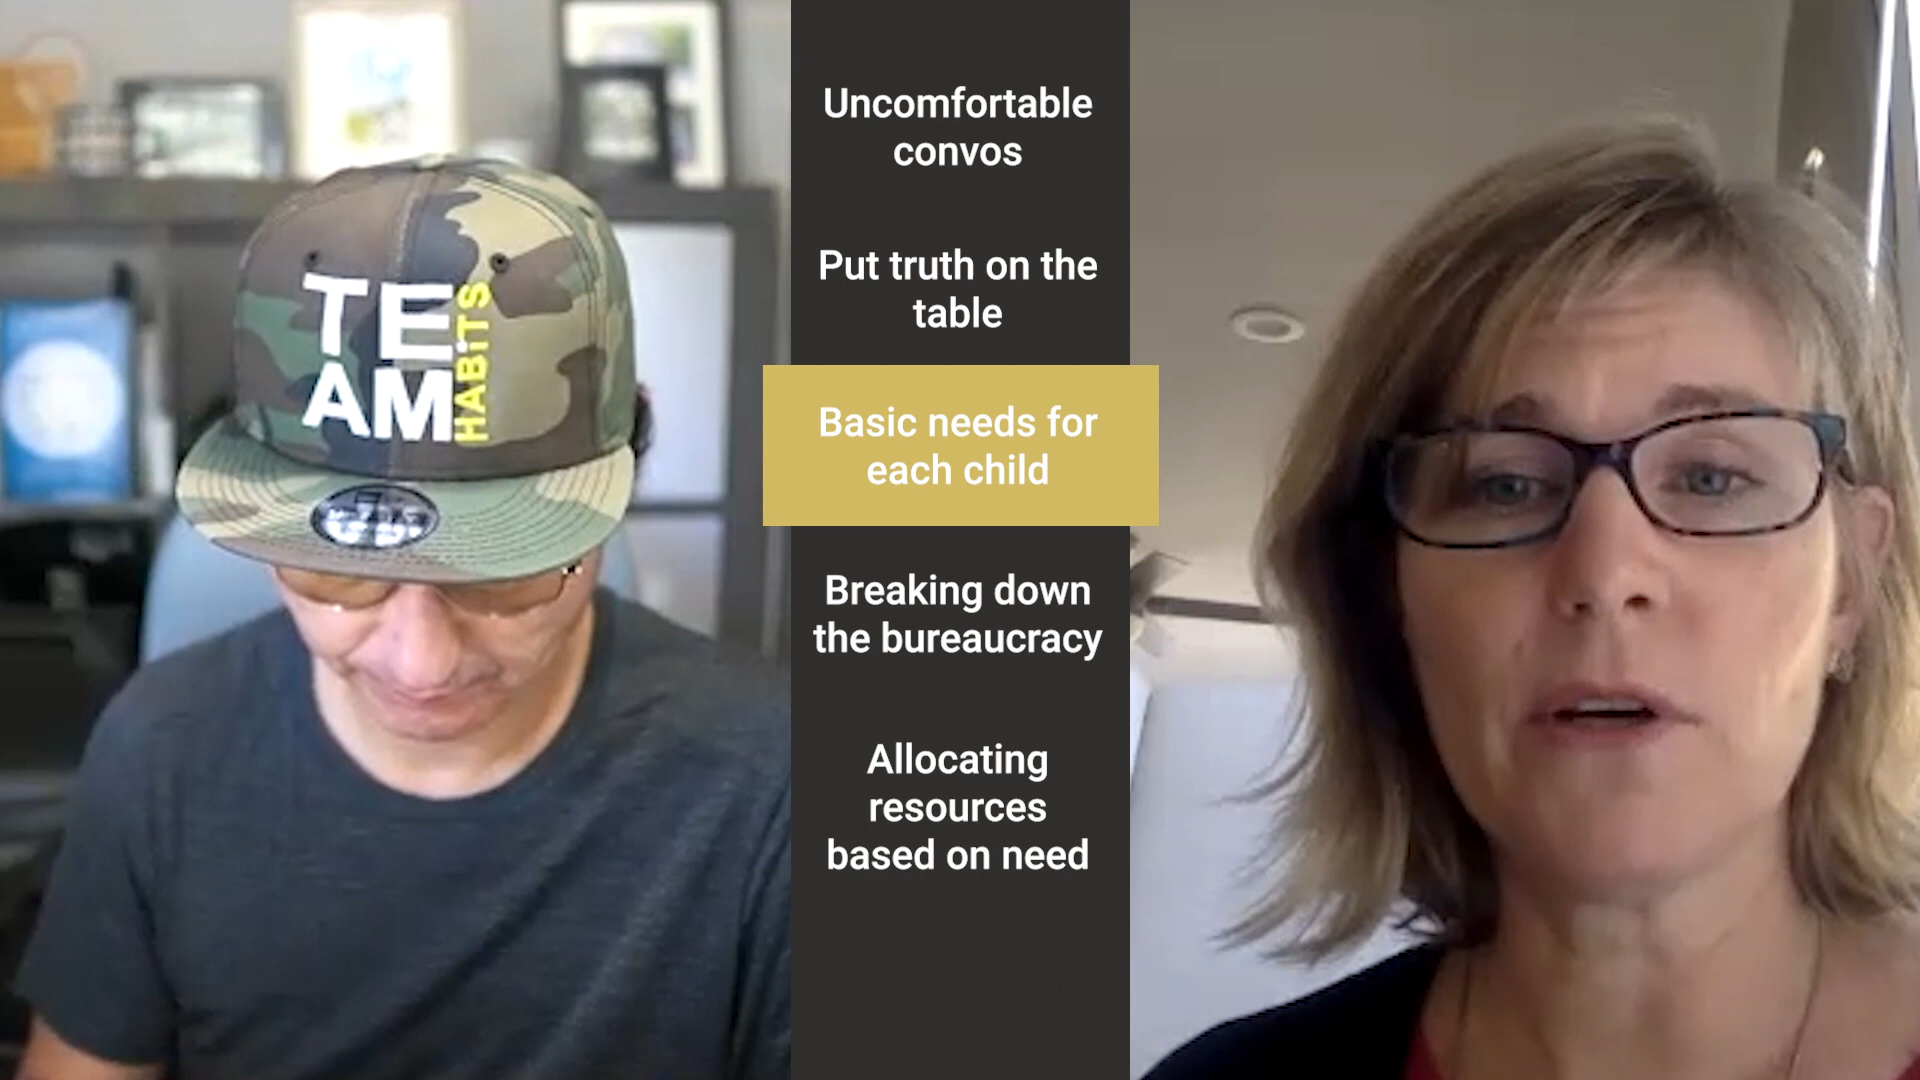 TE
AM
HABITS
Uncomfortable
convos
Put truth on the
table
Basic needs for
each child
Breaking down
the bureaucracy
Allocating
resources
based on need